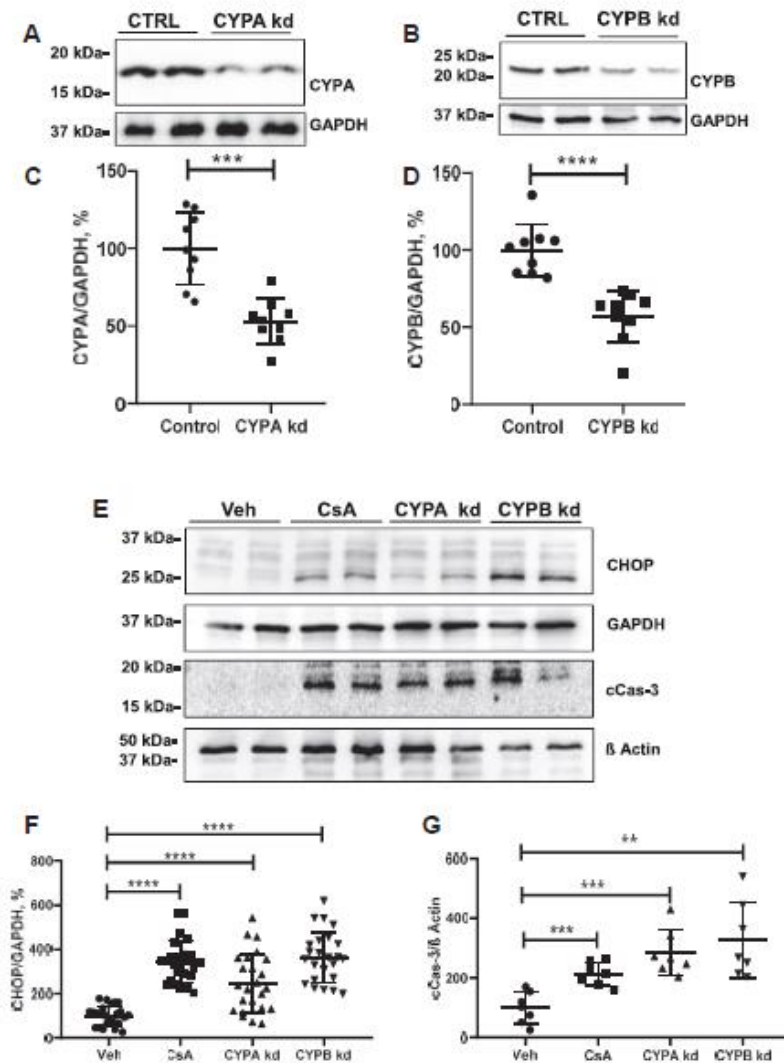 A
CTRL CYPA kd
20 kDa-
15 kDa-
CYPA
37 kDa-
GAPDH
B
CTRL CYPB kd
25 kDa-
20 kDa-
CYPB
37 kDa-
GAPDH
C
***
CYPA/GAPDH, %
150
100
50
0
Control CYPA kd
D
****
CYPB/GAPDH, %
150
100
50
0
Control CYPB kd
E
Veh CsA CYPA kd CYPB kd
37 kDa-
25 kDa-
CHOP
37 kDa-
GAPDH
20 kDa-
15 kDa-
cCas-3
50 kDa-
37 kDa-
ß Actin
F
****
****
****
CHOP/GAPDH, %
800
600
400
200
0
Veh CsA CYPA kd CYPB kd
G
**
***
***
cCas-3/ß Actin
600
400
200
0
Veh CsA CYPA kd CYPB kd